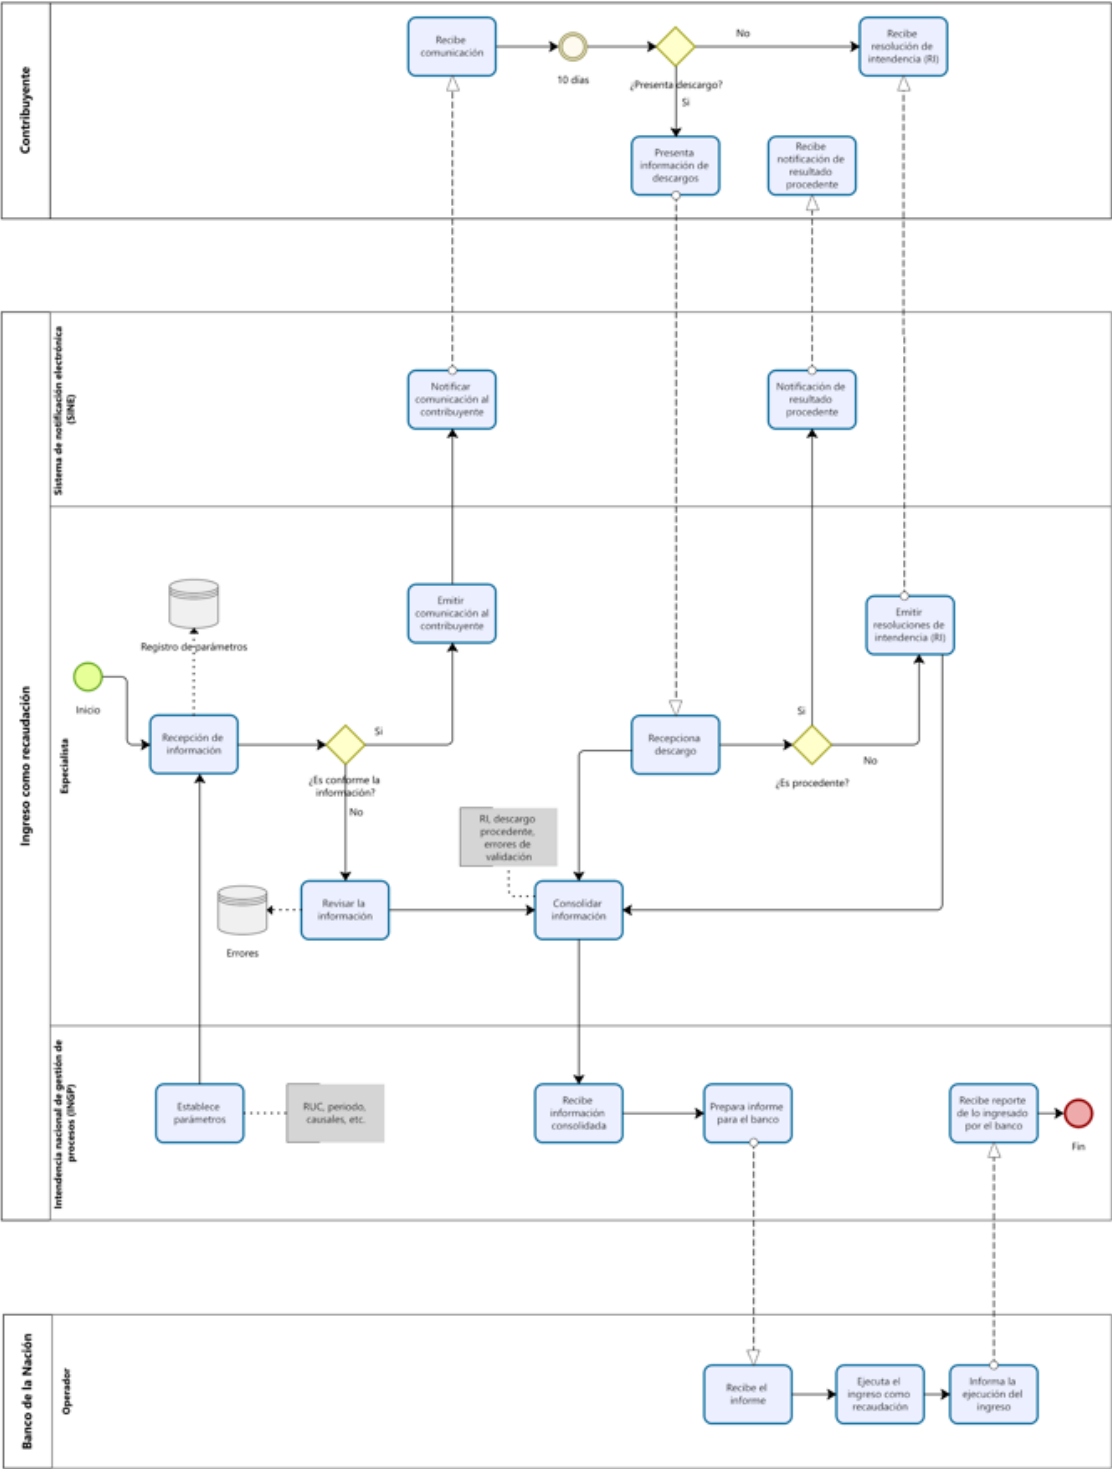 Contribuyente
Recibe
comunicación
10 días
¿Presenta descargo?
No
Si
Recibe
resolución de
intendencia (RI)
Presenta
información de
descargos
Recibe
notificación de
resultado
procedente
Ingreso como recaudación
Sistema de notificación electrónica
(SINE)
Notificar
comunicación al
contribuyente
Notificación de
resultado
procedente
Especialista
Registro de parámetros
Emitir
comunicación al
contribuyente
Emitir
resoluciones de
intendencia (RI)
Inicio
Recepción de
información
Si
¿Es conforme la
información?
No
Recepciona
descargo
Si
¿Es procedente?
No
RI, descargo
procedente,
errores de
validación
Errores
Revisar la
información
Consolidar
información
Intendencia nacional de gestión de
procesos (INGP)
Establece
parámetros
RUC, periodo,
causales, etc.
Recibe
información
consolidada
Prepara informe
para el banco
Recibe reporte
de lo ingresado
por el banco
Fin
Banco de la Nación
Operador
Recibe el
informe
Ejecuta el
ingreso como
recaudación
Informa la
ejecución del
ingreso